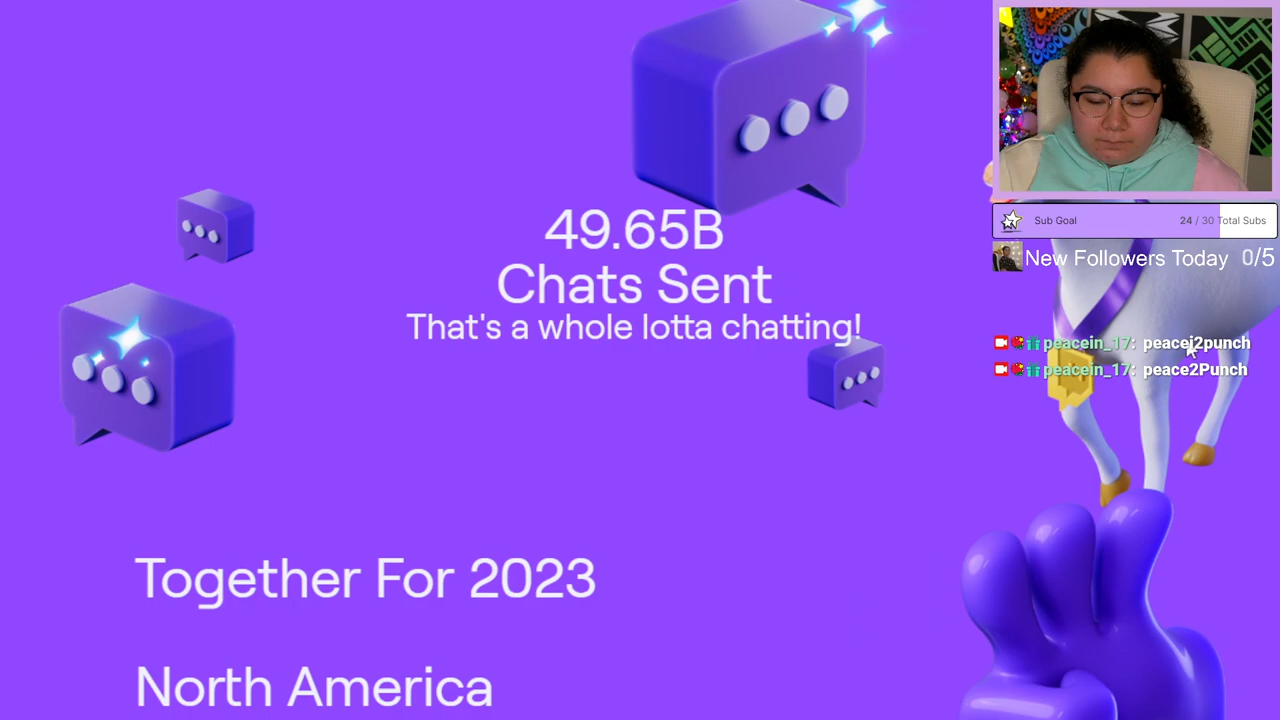 49.65B
Chats Sent
That's a whole lotta chatting!
Together For 2023
North America
Sub Goal 24 / 30 Total Subs
New Followers Today 0/5
peacein_17: peacej2punch
peacein_17: peace2Punch